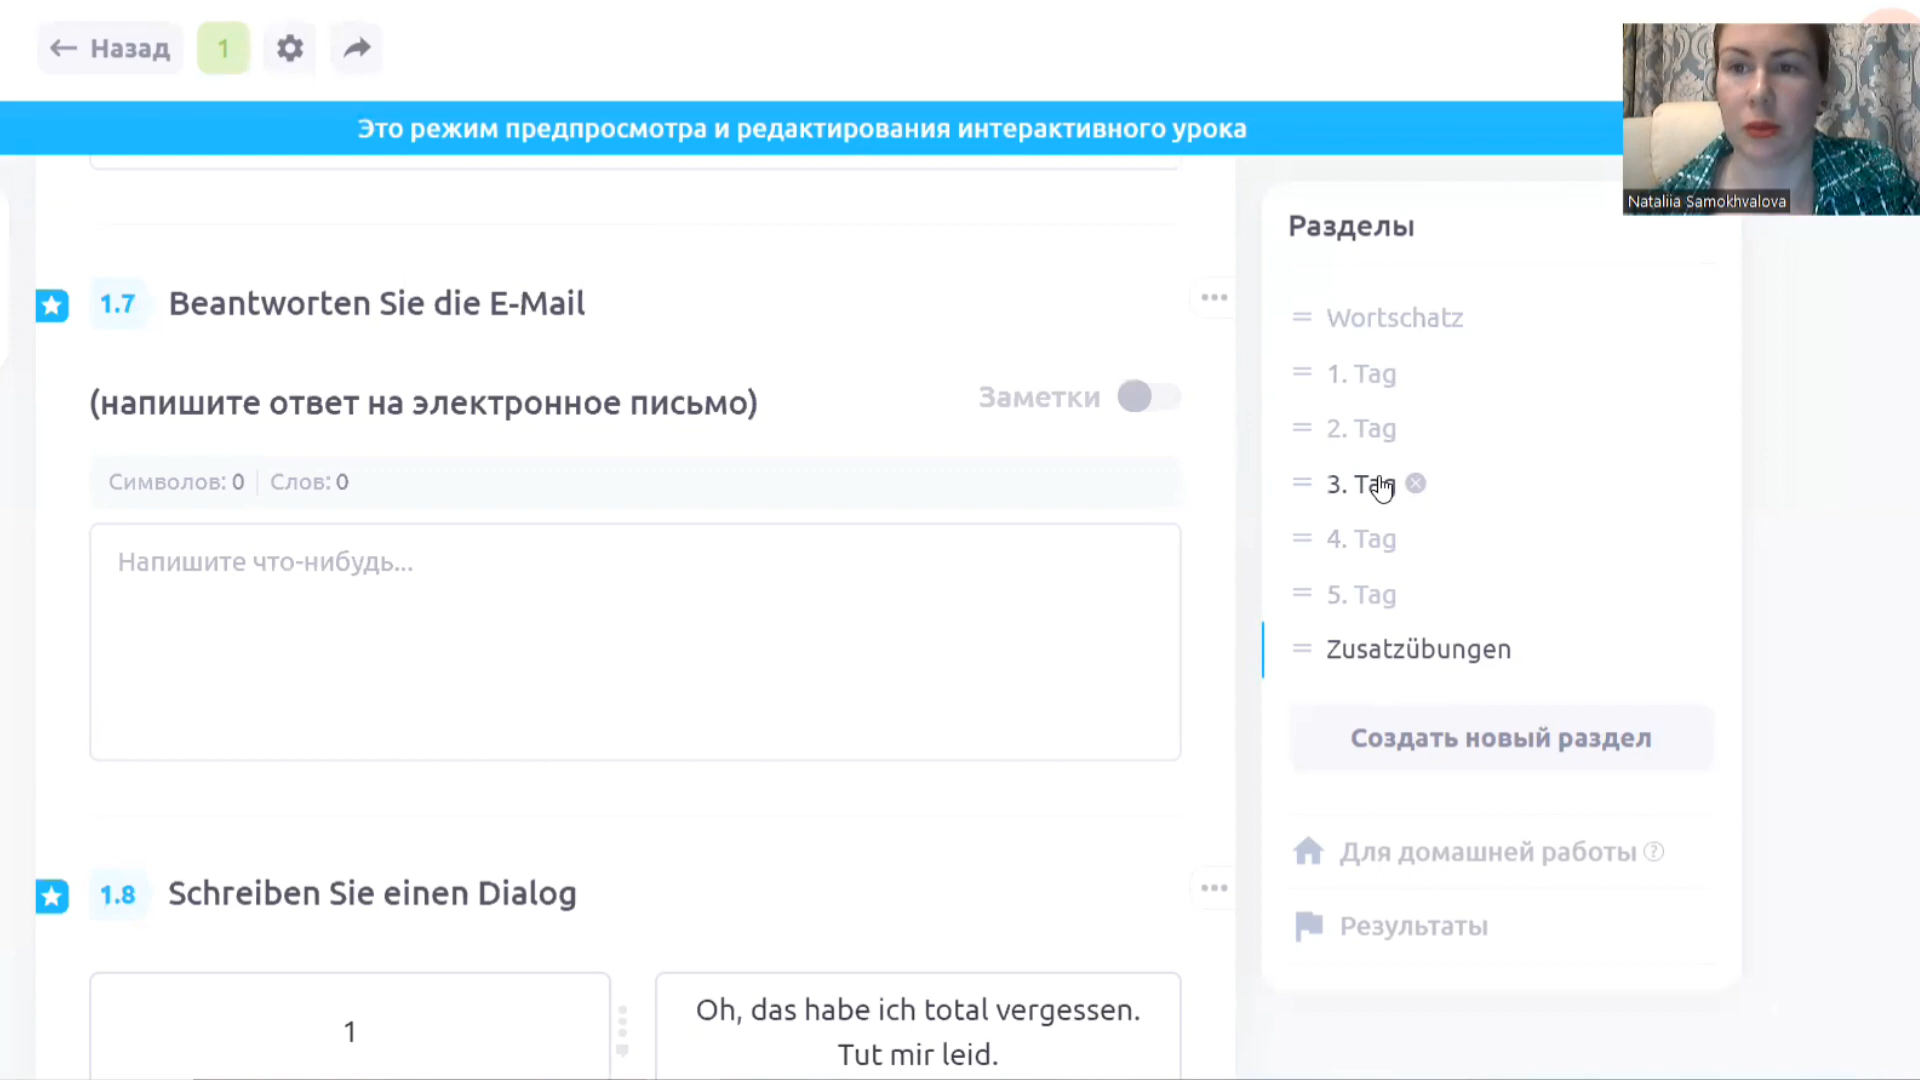 ← Назад
1
Это режим предпросмотра и редактирования интерактивного урока
Nataliia Samokhvalova
1.7 Beantworten Sie die E-Mail
(напишите ответ на электронное письмо)
Заметки
Символов: 0 | Слов: 0
Напишите что-нибудь...
1.8 Schreiben Sie einen Dialog
1
Oh, das habe ich total vergessen.
Tut mir leid.
Разделы
Wortschatz
1. Tag
2. Tag
3. Tag
4. Tag
5. Tag
Zusatzübungen
Создать новый раздел
Для домашней работы ?
Результаты